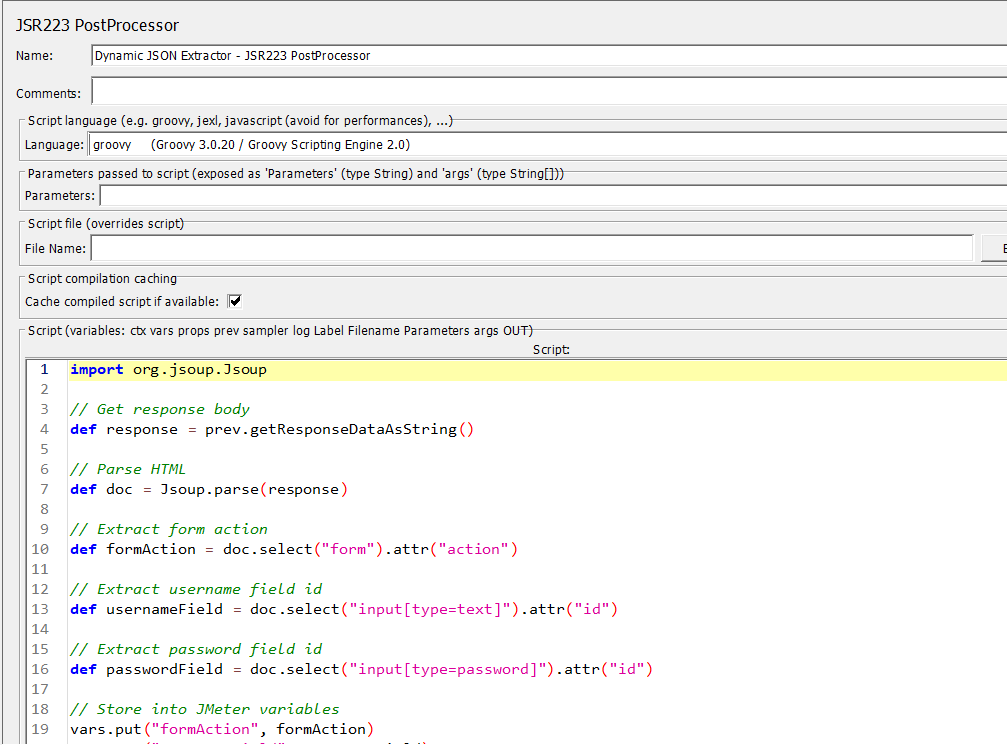 JSR223 PostProcessor
Name: Dynamic JSON Extractor - JSR223 PostProcessor
Comments:
Script language (e.g. groovy, jexl, javascript (avoid for performances), ...)
Language: groovy (Groovy 3.0.20 / Groovy Scripting Engine 2.0)
Parameters passed to script (exposed as 'Parameters' (type String) and 'args' (type String[]))
Parameters:
Script file (overrides script)
File Name:
Script compilation caching
Cache compiled script if available:
Script (variables: ctx vars props prev sampler log Label Filename Parameters args OUT)
Script:
1 import org.jsoup.Jsoup
2
3 // Get response body
4 def response = prev.getResponseDataAsString()
5
6 // Parse HTML
7 def doc = Jsoup.parse(response)
8
9 // Extract form action
10 def formAction = doc.select("form").attr("action")
11
12 // Extract username field id
13 def usernameField = doc.select("input[type=text]").attr("id")
14
15 // Extract password field id
16 def passwordField = doc.select("input[type=password]").attr("id")
17
18 // Store into JMeter variables
19 vars.put("formAction", formAction)